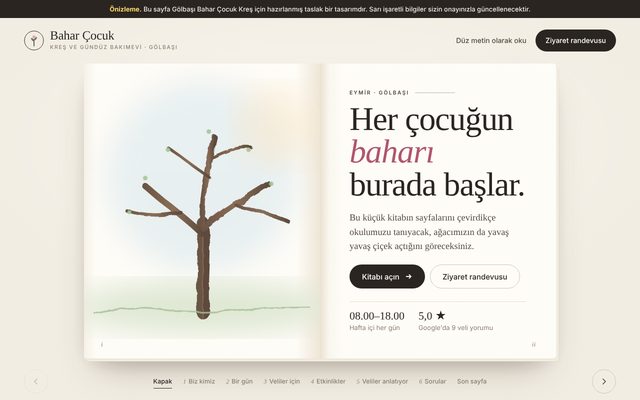 Önizleme. Bu sayfa Gölbaşı Bahar Çocuk Kreş için hazırlanmış taslak bir tasarımdır. Sarı işaretli bilgiler sizin onayınızla güncellenecektir.
Bahar Çocuk
KREŞ VE GÜNDÜZ BAKIMEVİ · GÖLBAŞI
Düz metin olarak oku
Ziyaret randevusu
EYMİR · GÖLBAŞI
Her çocuğun
baharı
burada başlar.
Bu küçük kitabın sayfalarını çevirdikçe
okulumuzu tanıyacak, ağacımızın da yavaş
yavaş çiçek açtığını göreceksiniz.
Kitabı açın →
Ziyaret randevusu
08.00–18.00
Hafta içi her gün
5,0 ★
Google'da 9 veli yorumu
i
ii
Kapak
1 Biz kimiz
2 Bir gün
3 Veliler için
4 Etkinlikler
5 Veliler anlatıyor
6 Sorular
Son sayfa